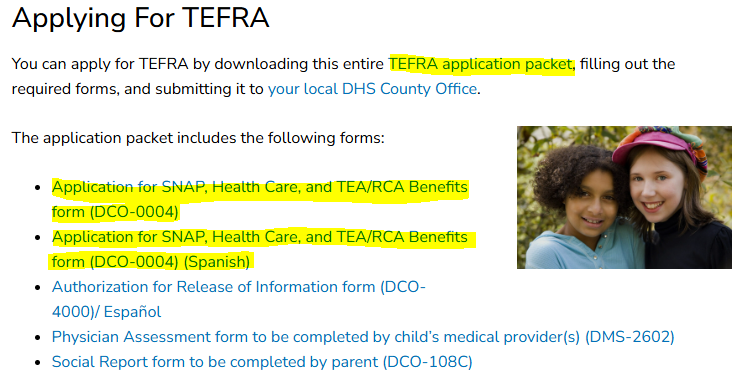 Applying For TEFRA
You can apply for TEFRA by downloading this entire TEFRA application packet, filling out the
required forms, and submitting it to your local DHS County Office.
The application packet includes the following forms:
• Application for SNAP, Health Care, and TEA/RCA Benefits
form (DCO-0004)
• Application for SNAP, Health Care, and TEA/RCA Benefits
form (DCO-0004) (Spanish)
• Authorization for Release of Information form (DCO-
4000)/ Español
• Physician Assessment form to be completed by child’s medical provider(s) (DMS-2602)
• Social Report form to be completed by parent (DCO-108C)